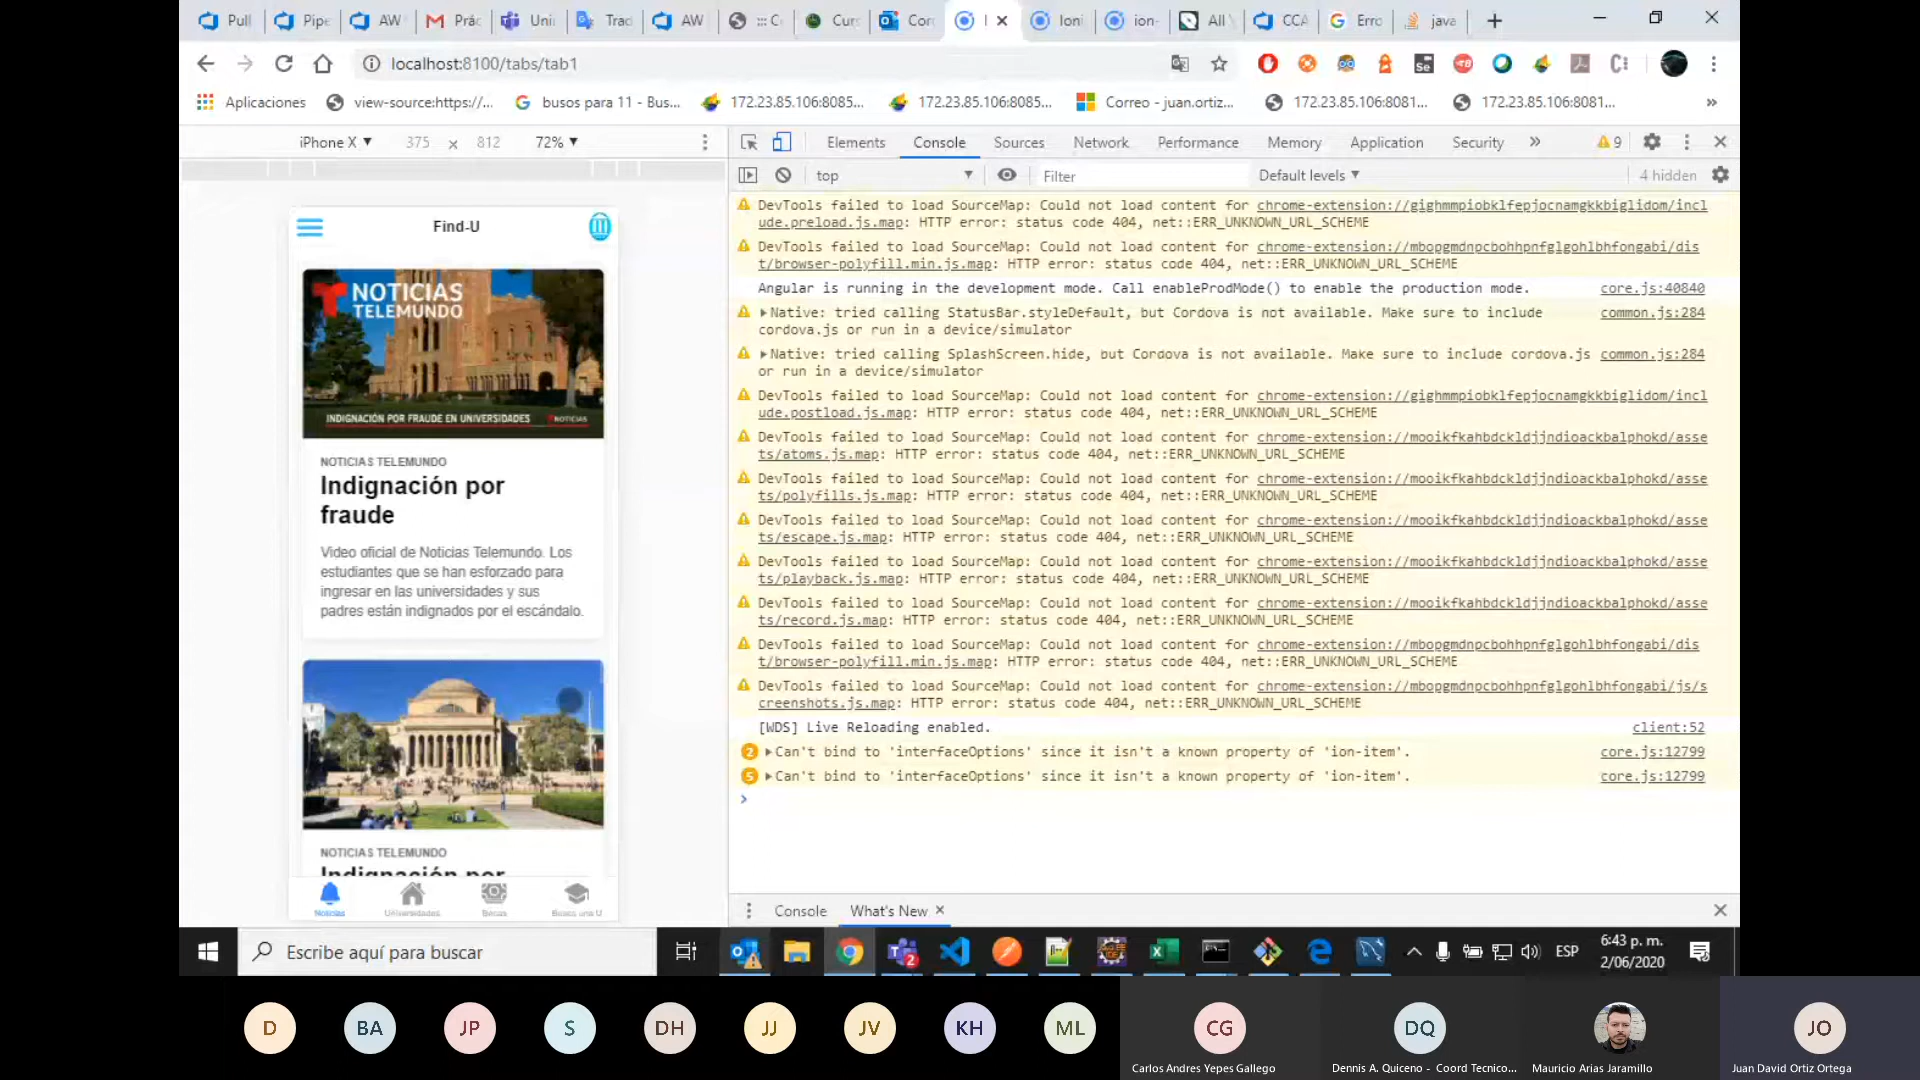 Pull
Pipe
AW
Prác
Uni
Trad
AW
::: C
Cur
Cor
I
Ioni
ion-
All
CCA
Erro
java
localhost:8100/tabs/tab1
Aplicaciones
view-source:https://...
busos para 11 - Bus...
172.23.85.106:8085...
172.23.85.106:8085...
Correo - juan.ortiz...
172.23.85.106:8081...
172.23.85.106:8081...
»
iPhone X ▼ 375 x 812 72% ▼
Elements Console Sources Network Performance Memory Application Security » 9
top ▼ Filter Default levels ▼ 4 hidden
Find-U
NOTICIAS
TELEMUNDO
INDIGNACIÓN POR FRAUDE EN UNIVERSIDADES NOTICIAS
NOTICIAS TELEMUNDO
Indignación por
fraude
Video oficial de Noticias Telemundo. Los
estudiantes que se han esforzado para
ingresar en las universidades y sus
padres están indignados por el escándalo.
NOTICIAS TELEMUNDO
Indignación por
Noticias Universidades Becas Busca una U
DevTools failed to load SourceMap: Could not load content for chrome-extension://gighmmpiobklfepjocnamgkkbiglidom/incl
ude.preload.js.map: HTTP error: status code 404, net::ERR_UNKNOWN_URL_SCHEME
DevTools failed to load SourceMap: Could not load content for chrome-extension://mbopgmdnpcbohhpnfglgohlbhfongabi/dis
t/browser-polyfill.min.js.map: HTTP error: status code 404, net::ERR_UNKNOWN_URL_SCHEME
Angular is running in the development mode. Call enableProdMode() to enable the production mode. core.js:40840
Native: tried calling StatusBar.styleDefault, but Cordova is not available. Make sure to include common.js:284
cordova.js or run in a device/simulator
Native: tried calling SplashScreen.hide, but Cordova is not available. Make sure to include cordova.js common.js:284
or run in a device/simulator
DevTools failed to load SourceMap: Could not load content for chrome-extension://gighmmpiobklfepjocnamgkkbiglidom/incl
ude.postload.js.map: HTTP error: status code 404, net::ERR_UNKNOWN_URL_SCHEME
DevTools failed to load SourceMap: Could not load content for chrome-extension://mooikfkahbdckldjjndioackbalphokd/asse
ts/atoms.js.map: HTTP error: status code 404, net::ERR_UNKNOWN_URL_SCHEME
DevTools failed to load SourceMap: Could not load content for chrome-extension://mooikfkahbdckldjjndioackbalphokd/asse
ts/polyfills.js.map: HTTP error: status code 404, net::ERR_UNKNOWN_URL_SCHEME
DevTools failed to load SourceMap: Could not load content for chrome-extension://mooikfkahbdckldjjndioackbalphokd/asse
ts/escape.js.map: HTTP error: status code 404, net::ERR_UNKNOWN_URL_SCHEME
DevTools failed to load SourceMap: Could not load content for chrome-extension://mooikfkahbdckldjjndioackbalphokd/asse
ts/playback.js.map: HTTP error: status code 404, net::ERR_UNKNOWN_URL_SCHEME
DevTools failed to load SourceMap: Could not load content for chrome-extension://mooikfkahbdckldjjndioackbalphokd/asse
ts/record.js.map: HTTP error: status code 404, net::ERR_UNKNOWN_URL_SCHEME
DevTools failed to load SourceMap: Could not load content for chrome-extension://mbopgmdnpcbohhpnfglgohlbhfongabi/dis
t/browser-polyfill.min.js.map: HTTP error: status code 404, net::ERR_UNKNOWN_URL_SCHEME
DevTools failed to load SourceMap: Could not load content for chrome-extension://mbopgmdnpcbohhpnfglgohlbhfongabi/js/s
creenshots.js.map: HTTP error: status code 404, net::ERR_UNKNOWN_URL_SCHEME
[WDS] Live Reloading enabled. client:52
2 Can't bind to 'interfaceOptions' since it isn't a known property of 'ion-item'. core.js:12799
5 Can't bind to 'interfaceOptions' since it isn't a known property of 'ion-item'. core.js:12799
Console What's New
Escribe aquí para buscar
ESP
6:43 p. m.
2/06/2020
D BA JP S DH JJ JV KH ML CG DQ JO
Carlos Andres Yepes Gallego
Dennis A. Quiceno - Coord Tecnico...
Mauricio Arias Jaramillo
Juan David Ortiz Ortega